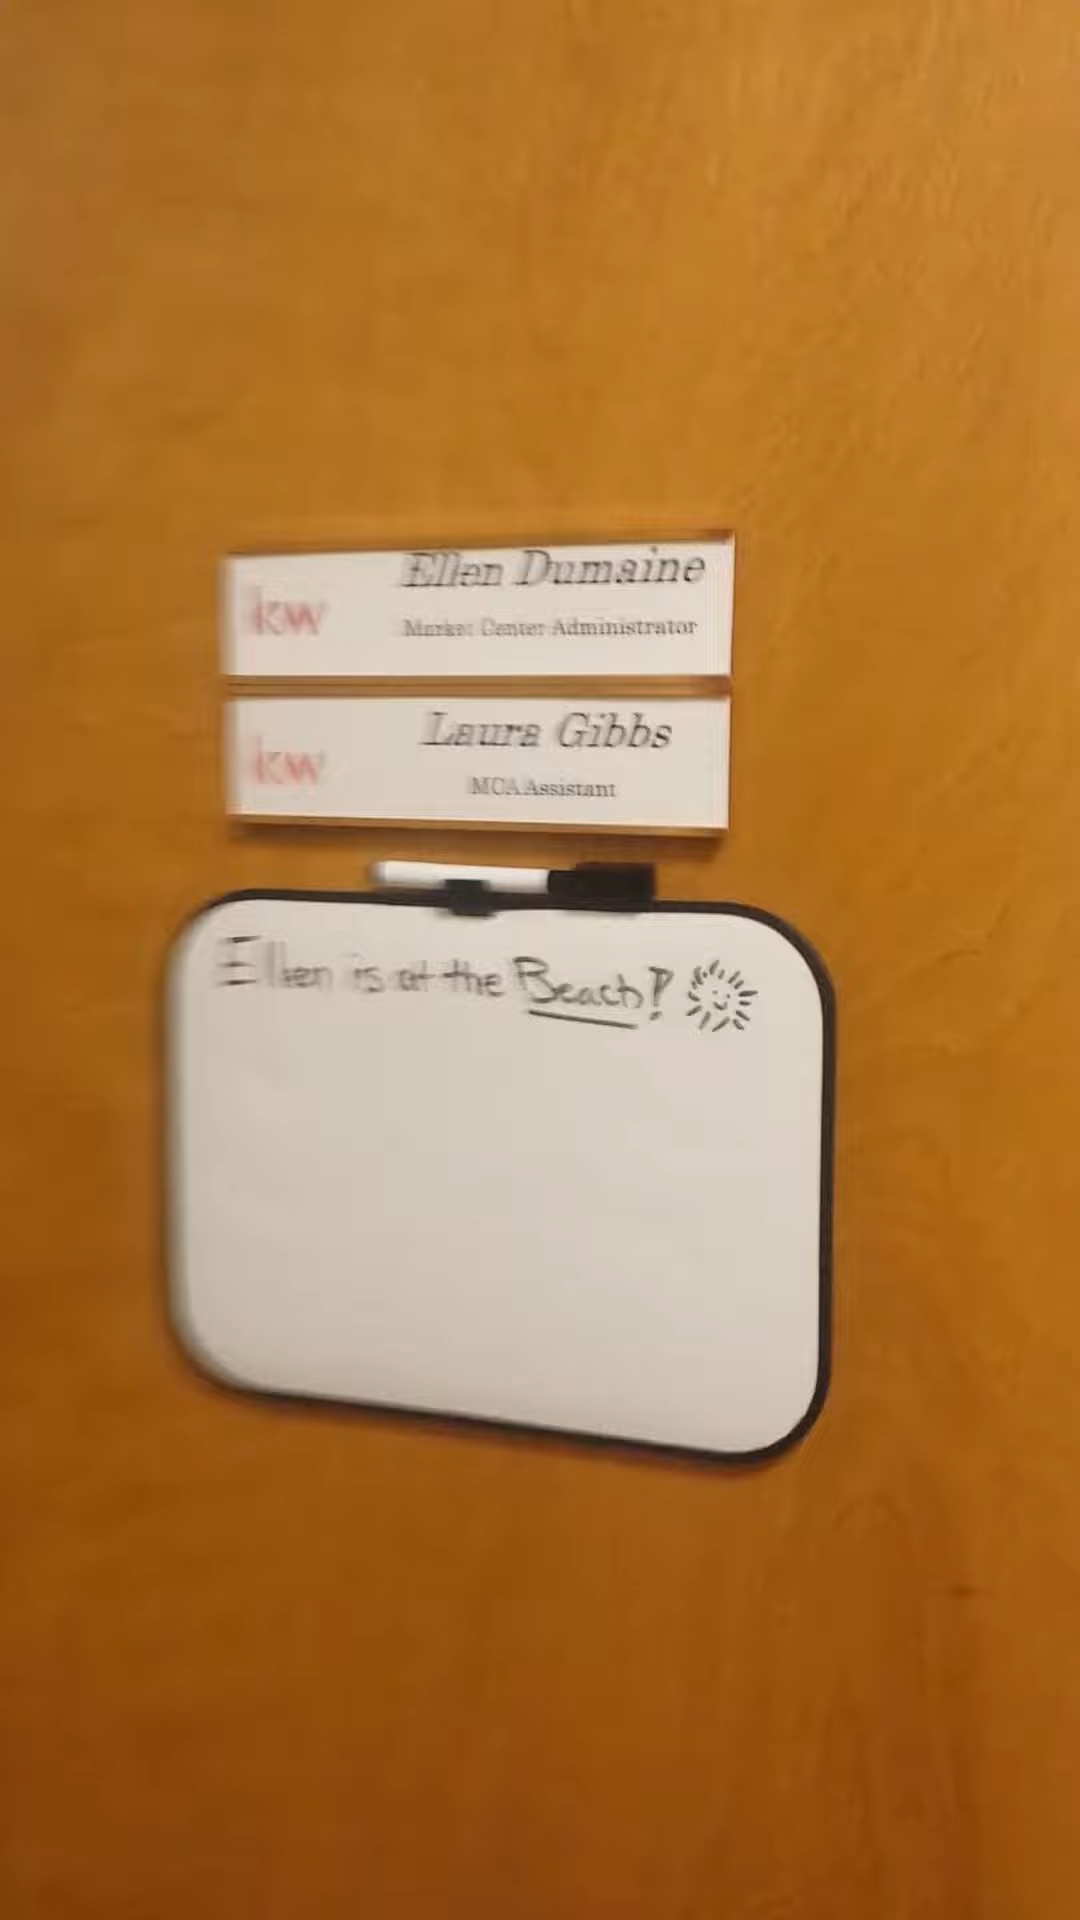 Ellen Dumaine
kw
Market Center Administrator
Laura Gibbs
kw
MCA Assistant
Ellen is at the Beach!